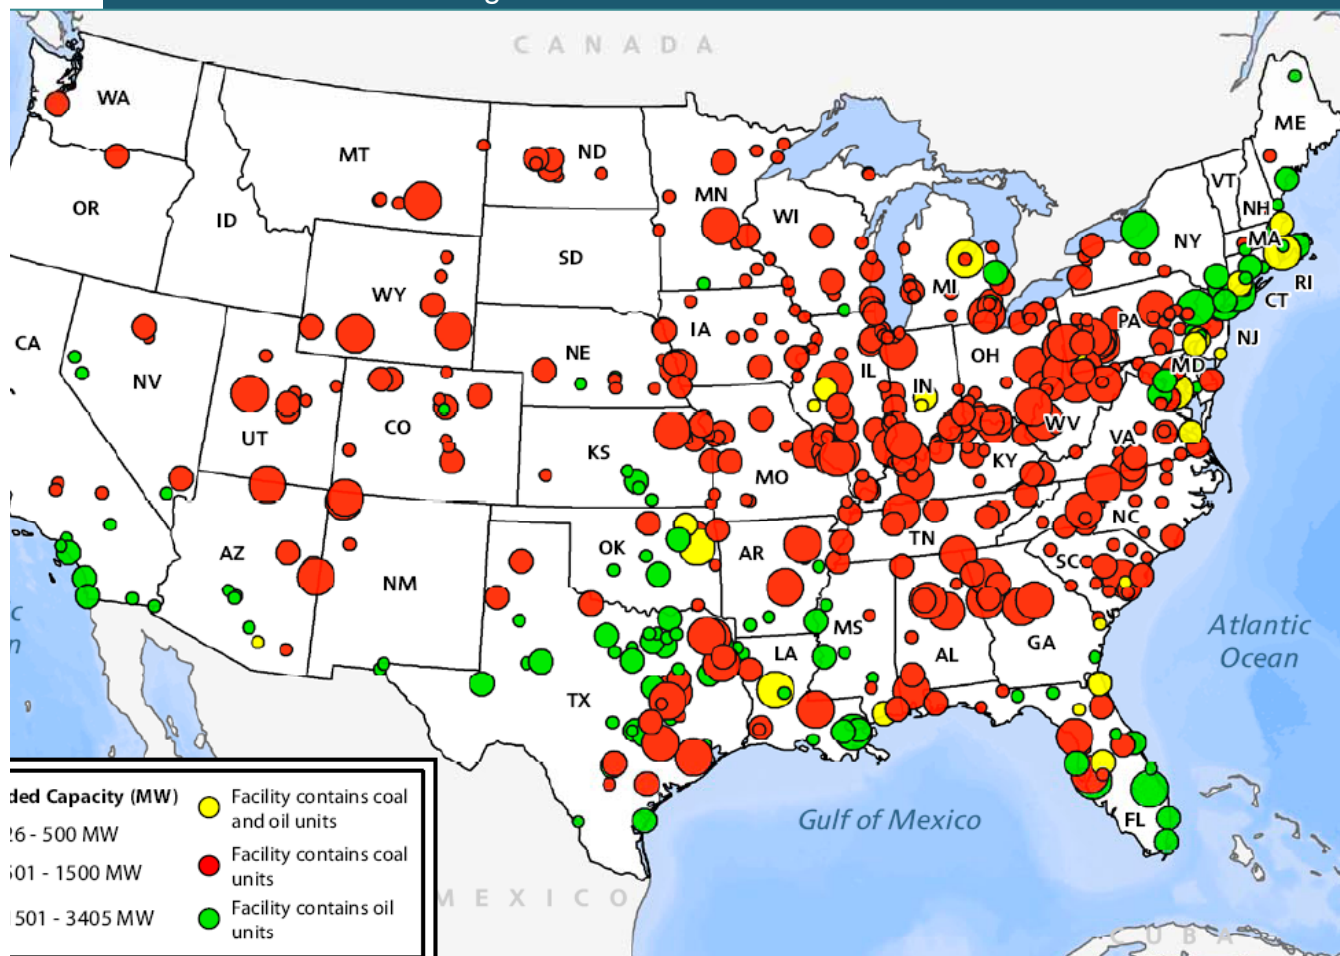 CANADA
WA
MT
ND
ME
OR
ID
MN
VT
WI
NH
SD
NY
MA
WY
MI
RI
CT
IA
PA
CA
NE
OH
NJ
NV
IL
MD
IN
UT
CO
WV
KS
VA
MO
KY
NC
TN
AZ
OK
AR
SC
NM
MS
Atlantic
Ocean
GA
LA
AL
TX
Gulf of Mexico
FL
ded Capacity (MW)
26 - 500 MW
501 - 1500 MW
1501 - 3405 MW
Facility contains coal
and oil units
Facility contains coal
units
Facility contains oil
units
MEXICO
CUBA